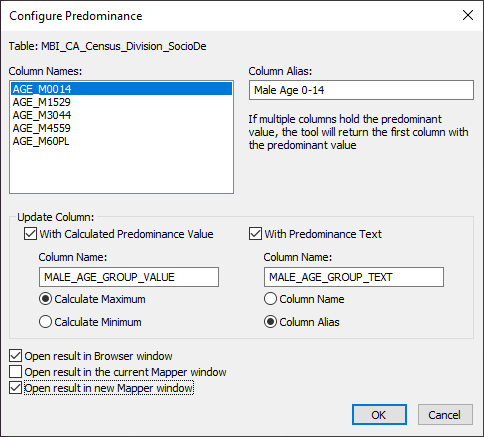 Configure Predominance
Table: MBI_CA_Census_Division_SocioDe
Column Names:
AGE_M0014
AGE_M1529
AGE_M3044
AGE_M4559
AGE_M60PL
Column Alias:
Male Age 0-14
If multiple columns hold the predominant
value, the tool will return the first column with
the predominant value
Update Column:
With Calculated Predominance Value
Column Name:
MALE_AGE_GROUP_VALUE
Calculate Maximum
Calculate Minimum
With Predominance Text
Column Name:
MALE_AGE_GROUP_TEXT
Column Name
Column Alias
Open result in Browser window
Open result in the current Mapper window
Open result in new Mapper window
OK
Cancel